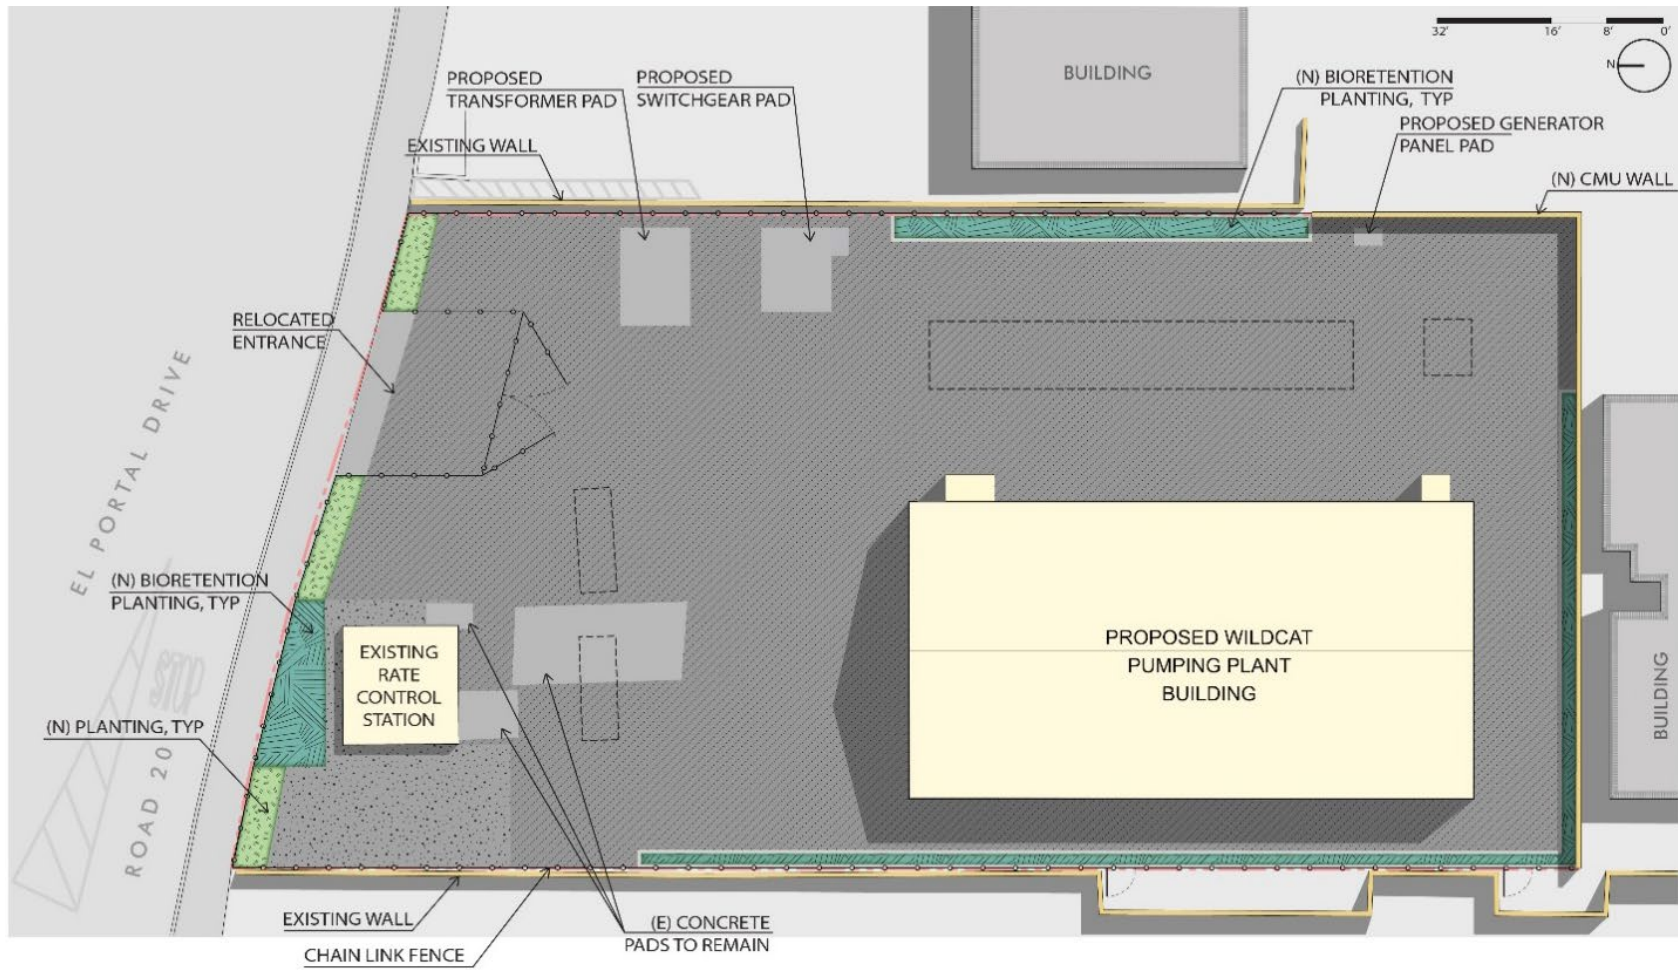 32'
16'
8'
0'
N
BUILDING
PROPOSED
TRANSFORMER PAD
PROPOSED
SWITCHGEAR PAD
(N) BIORETENTION
PLANTING, TYP
PROPOSED GENERATOR
PANEL PAD
EXISTING WALL
(N) CMU WALL
RELOCATED
ENTRANCE
EL PORTAL DRIVE
(N) BIORETENTION
PLANTING, TYP
STOP
EXISTING
RATE
CONTROL
STATION
PROPOSED WILDCAT
PUMPING PLANT
BUILDING
BUILDING
(N) PLANTING, TYP
ROAD 20
EXISTING WALL
CHAIN LINK FENCE
(E) CONCRETE
PADS TO REMAIN